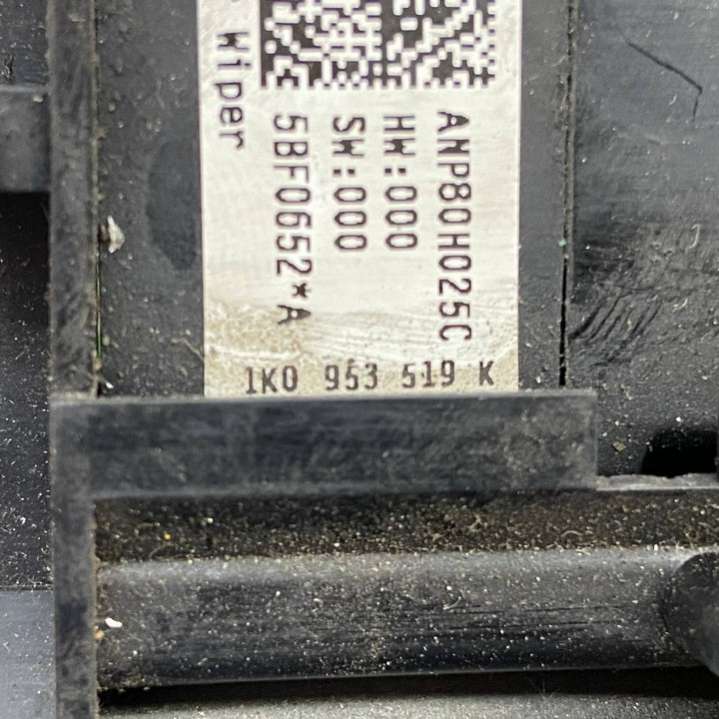 Wiper
ANP80H025C
HW:000
SW:000
5BF0652*A
1K0 953 519 K